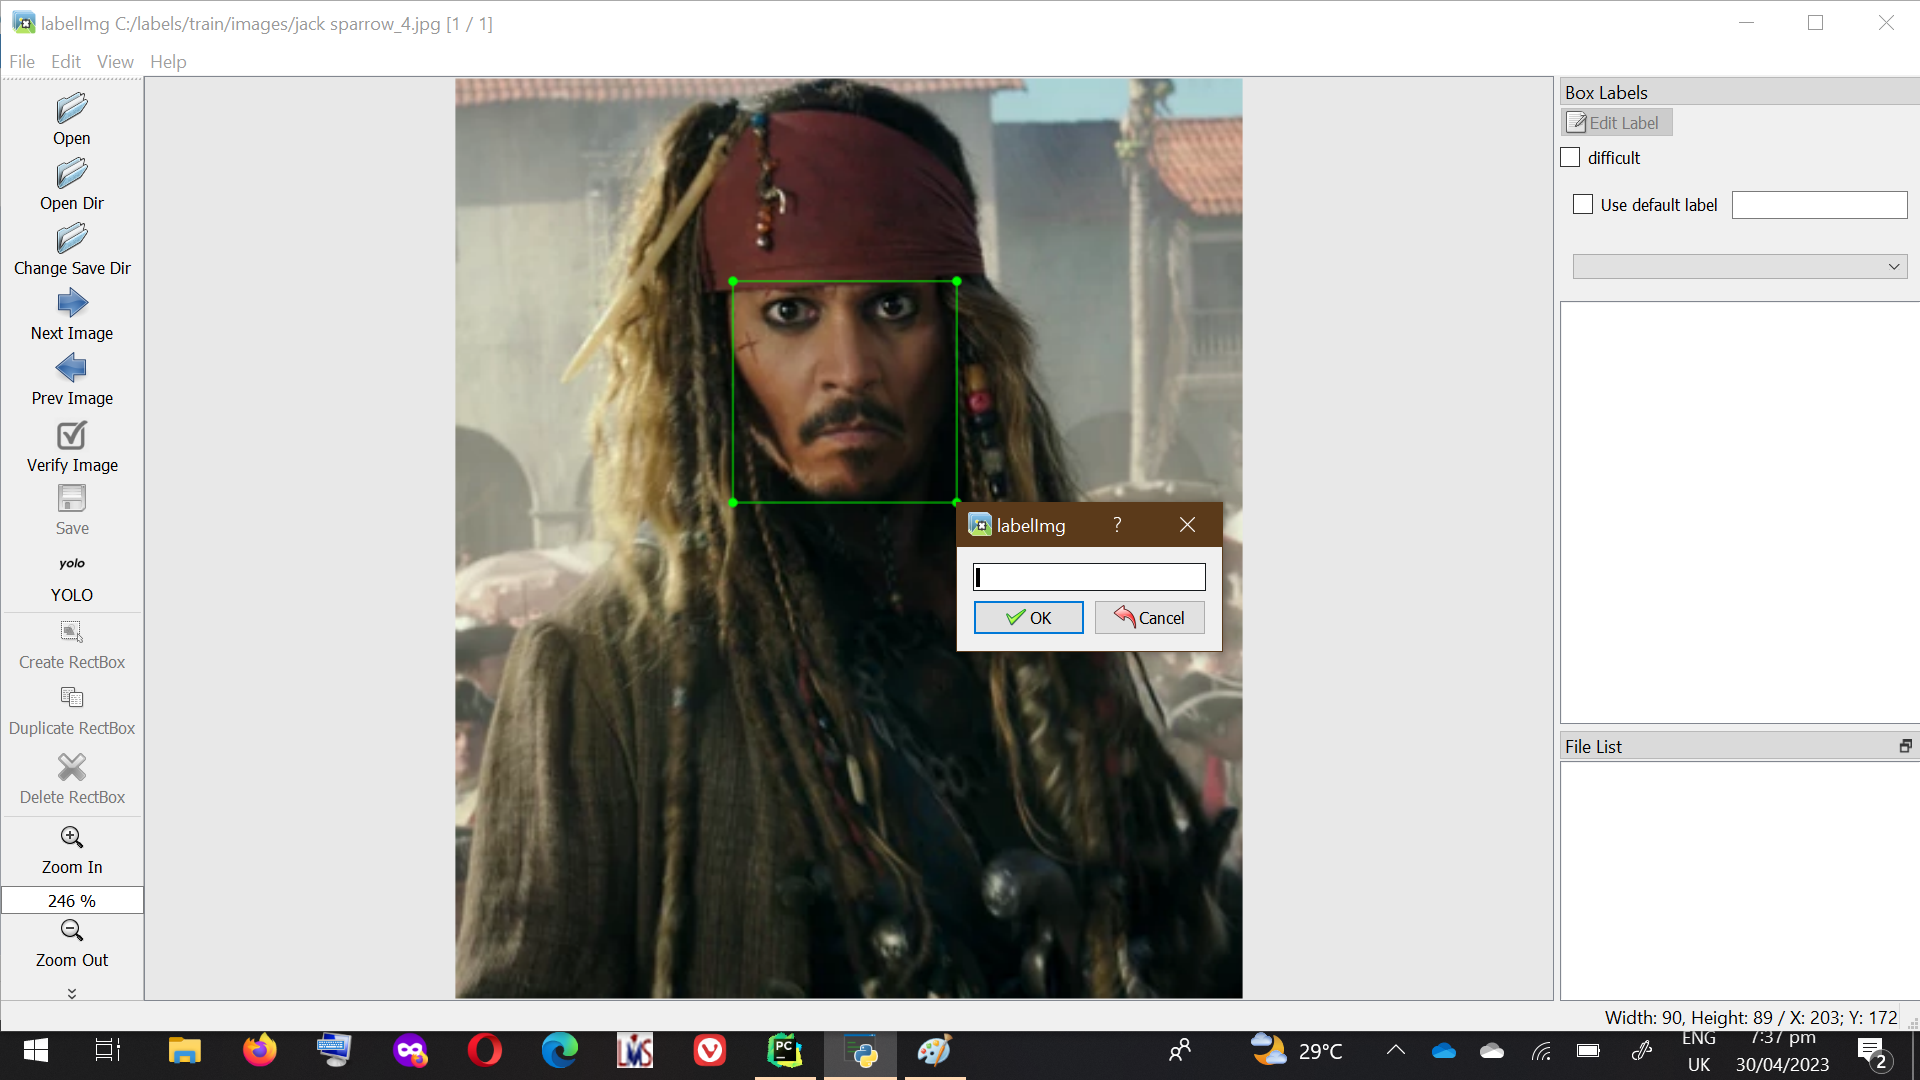 labelImg C:/labels/train/images/jack sparrow_4.jpg [1 / 1]
File Edit View Help
Open
Open Dir
Change Save Dir
Next Image
Prev Image
Verify Image
Save
yolo
YOLO
Create RectBox
Duplicate RectBox
Delete RectBox
Zoom In
246 %
Zoom Out
labelImg ?
OK Cancel
Box Labels
Edit Label
difficult
Use default label
File List
Width: 90, Height: 89 / X: 203; Y: 172
PC
LMS
29°C
ENG
UK
7:37 pm
30/04/2023
2